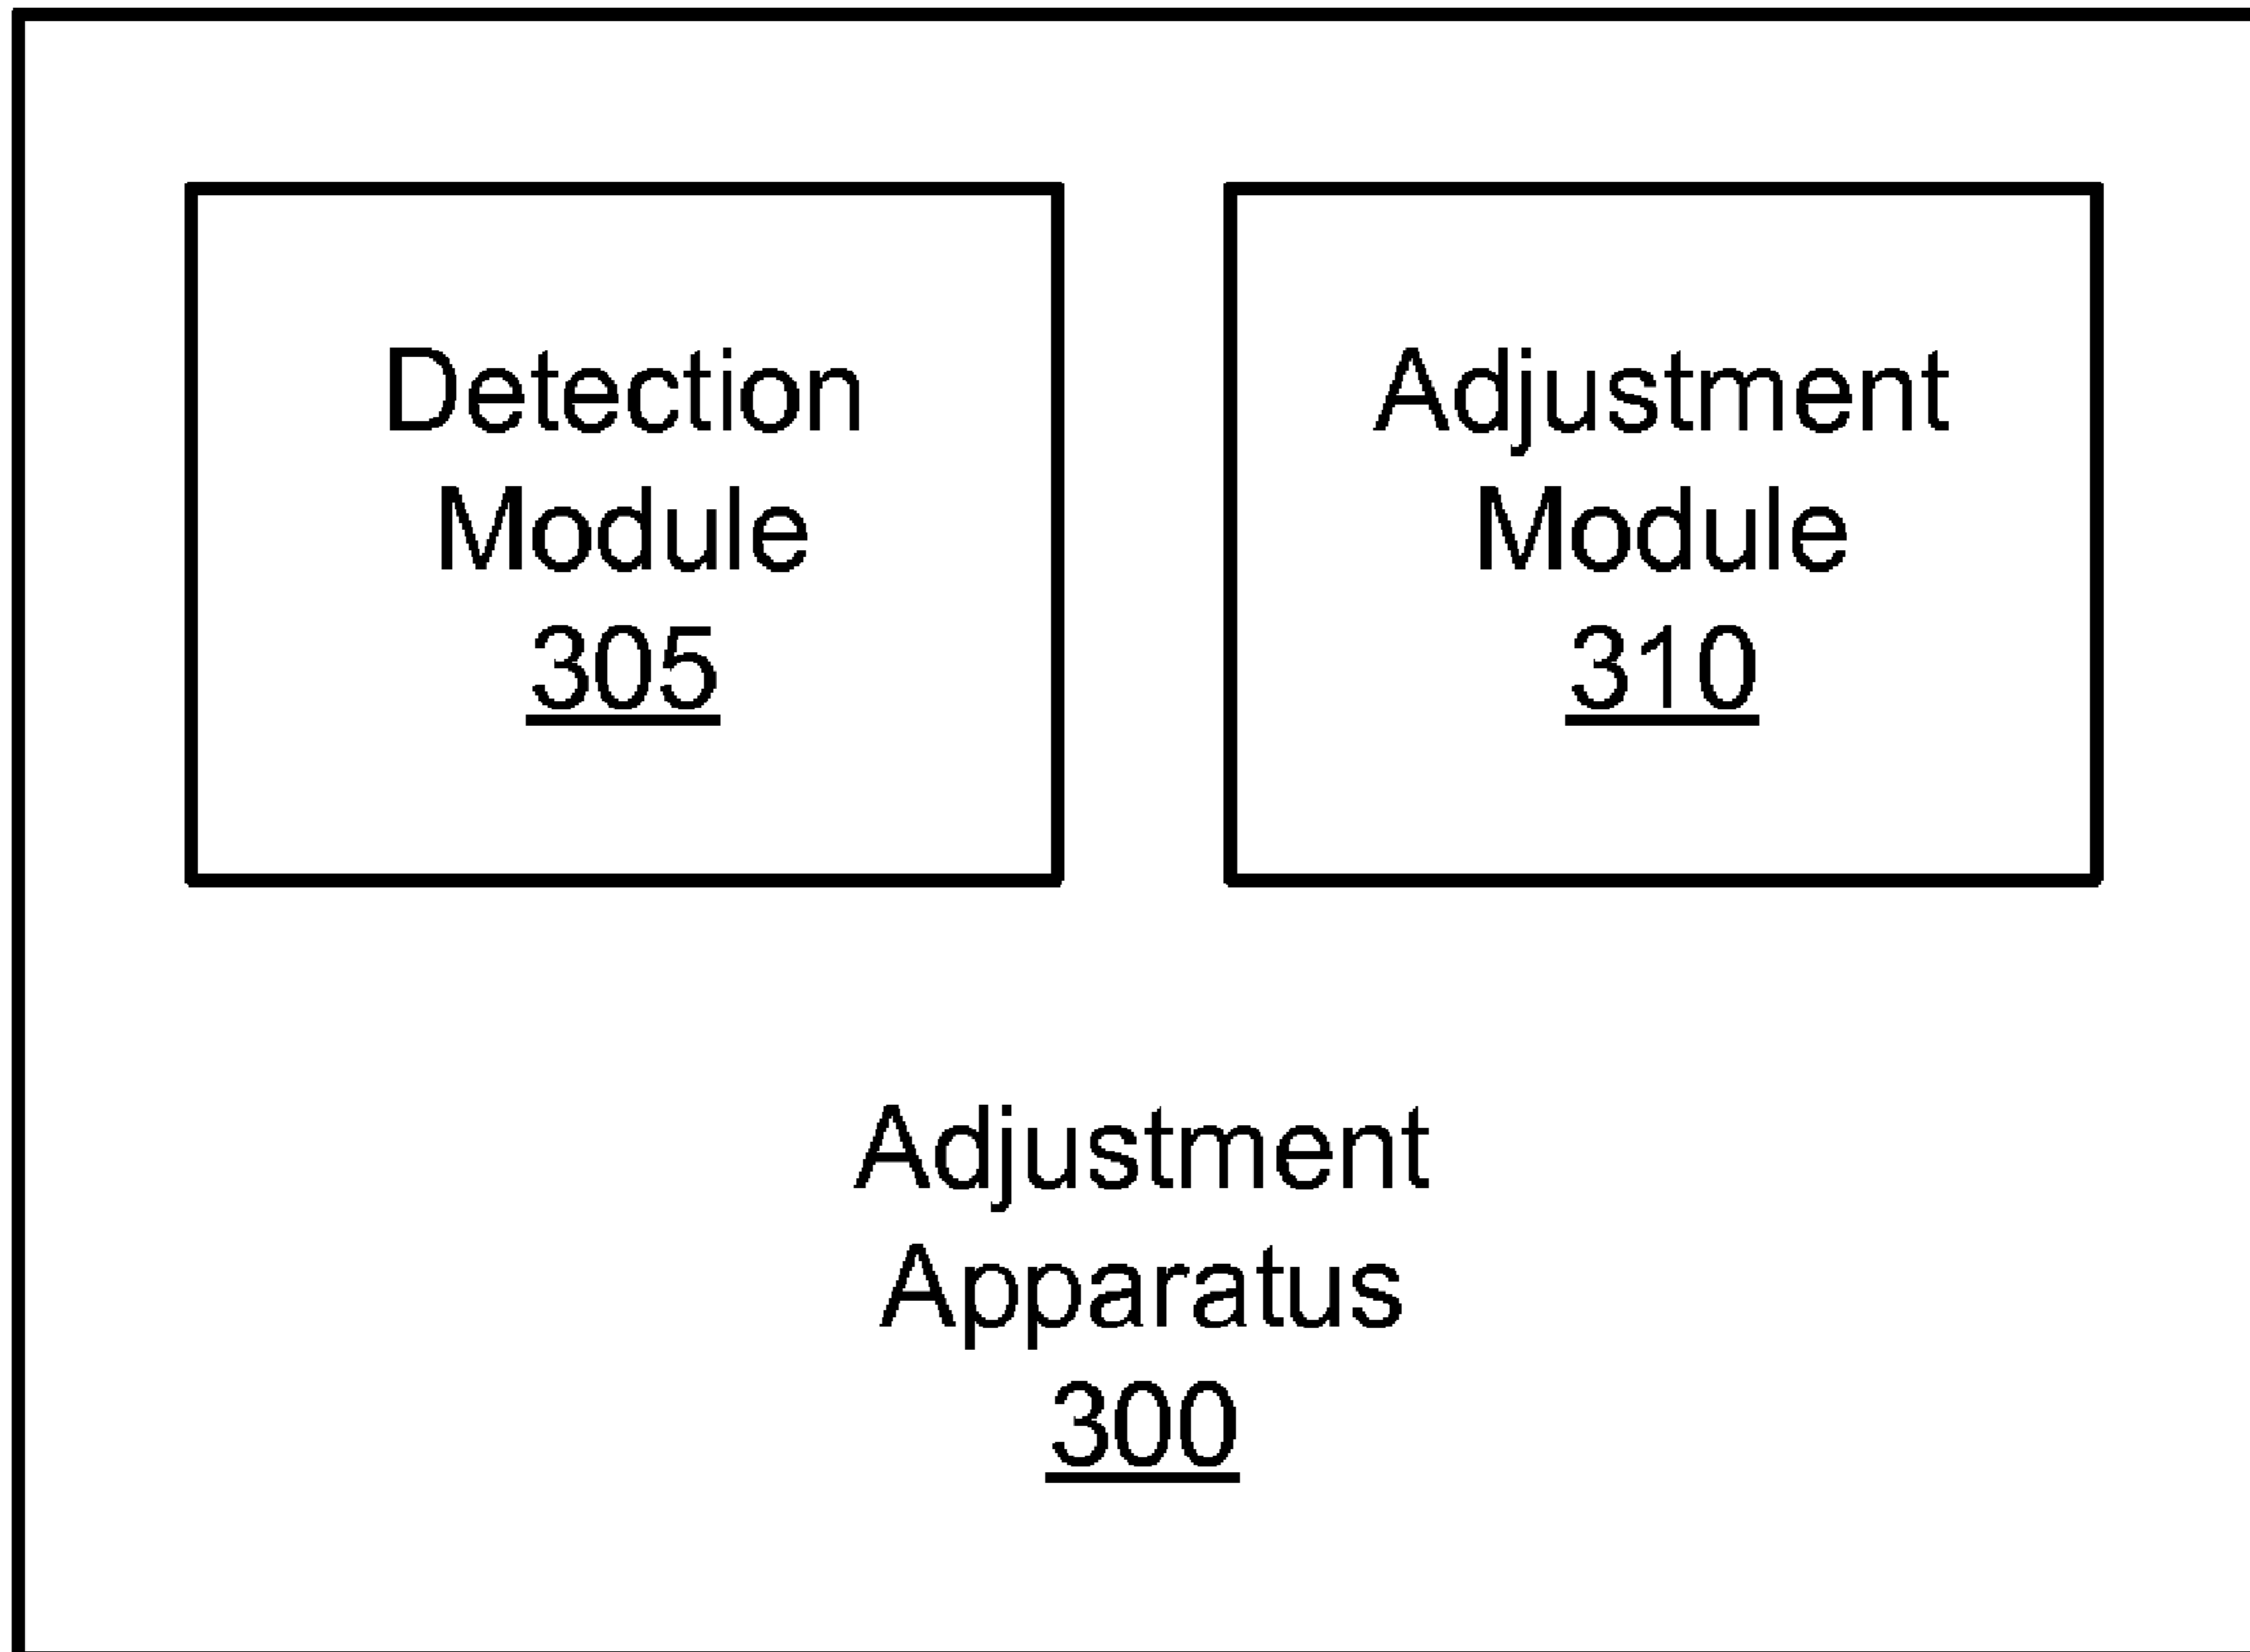 Detection
Module
305
Adjustment
Module
310
Adjustment
Apparatus
300